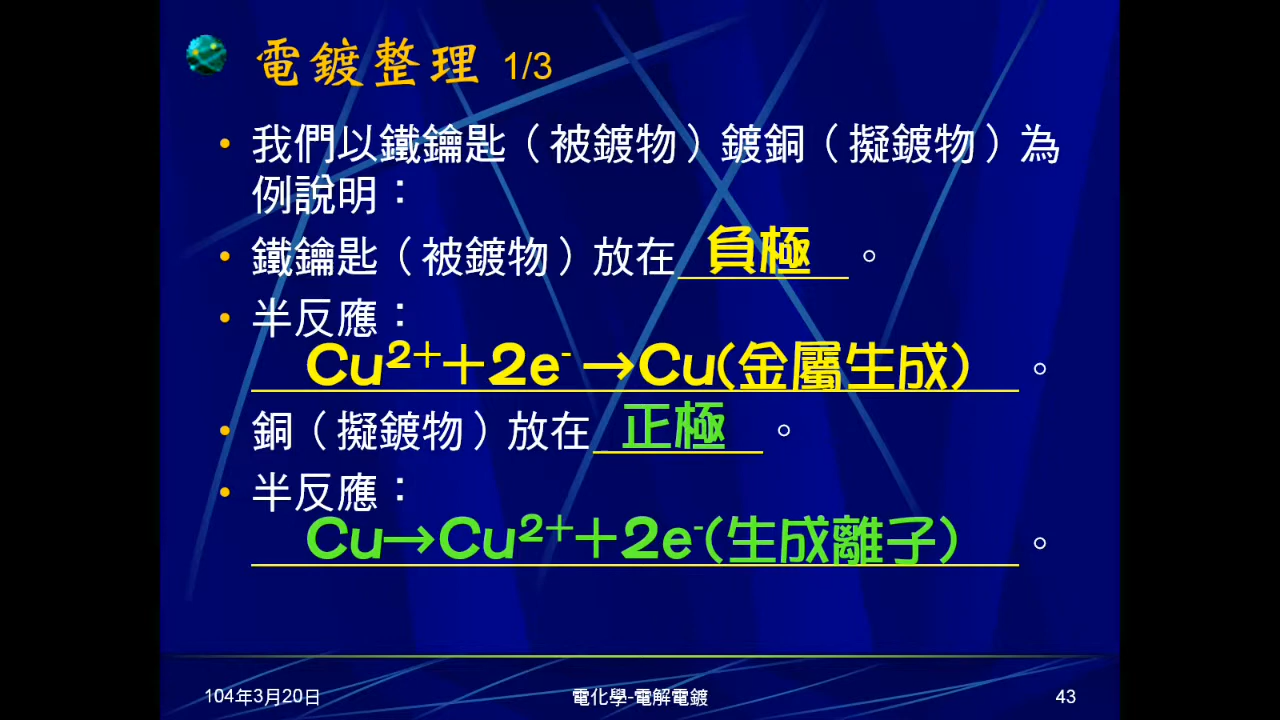 電鍍整理 1/3
• 我們以鐵鑰匙（被鍍物）鍍銅（擬鍍物）為
例說明：
• 鐵鑰匙（被鍍物）放在 負極 。
• 半反應：
Cu²⁺＋2e⁻→Cu(金屬生成) 。
• 銅（擬鍍物）放在 正極 。
• 半反應：
Cu→Cu²⁺＋2e⁻(生成離子) 。
104年3月20日
電化學-電解電鍍
43